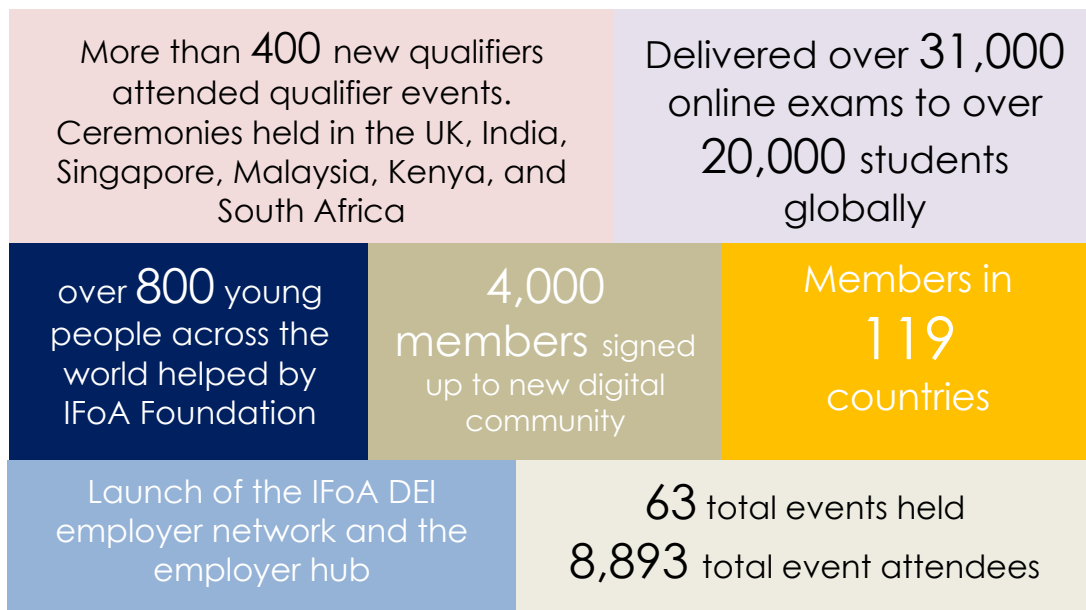 More than 400 new qualifiers
attended qualifier events.
Ceremonies held in the UK, India,
Singapore, Malaysia, Kenya, and
South Africa
Delivered over 31,000
online exams to over
20,000 students
globally
over 800 young
people across the
world helped by
IFoA Foundation
4,000
members signed
up to new digital
community
Members in
119
countries
Launch of the IFoA DEI
employer network and the
employer hub
63 total events held
8,893 total event attendees